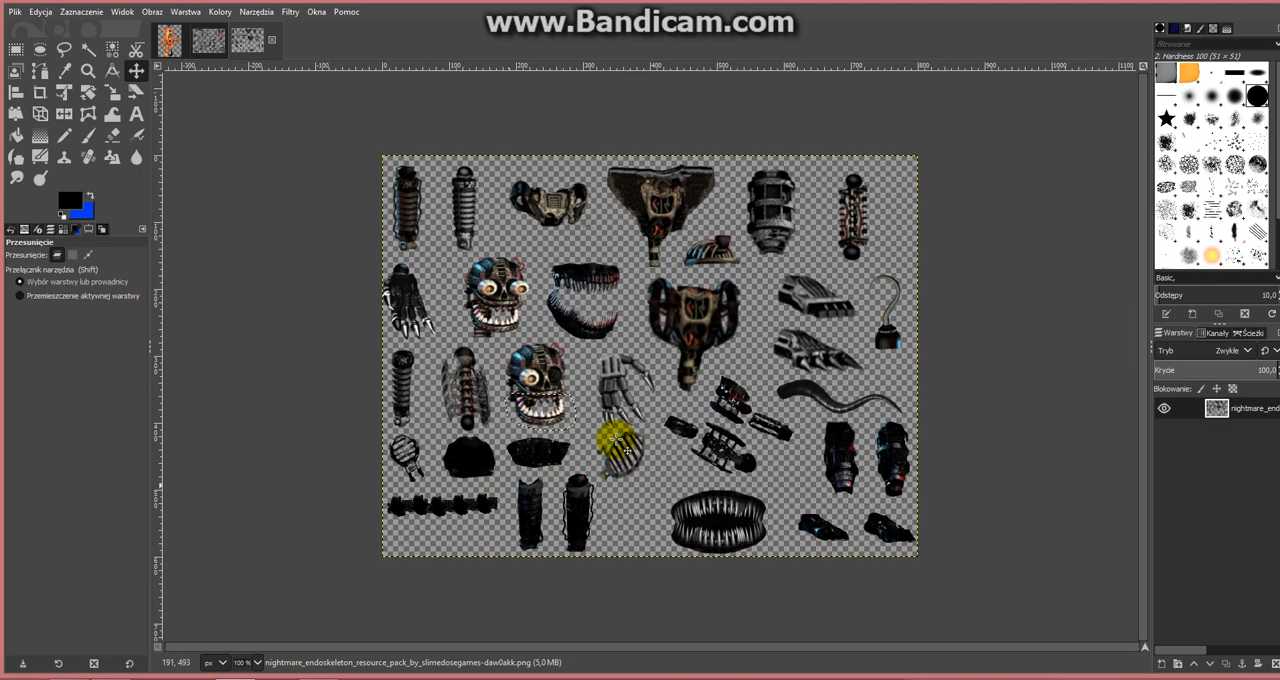 www.Bandicam.com
Plik Edycja Zaznaczenie Widok Obraz Warstwa Kolory Narzędzia Filtry Okna Pomoc
filtrowanie
2. Hardness 100 (51 × 51)
Przesunięcie
Przesunięcie:
Przełącznik narzędzia (Shift)
Wybór warstwy lub prowadnicy
Przemieszczenie aktywnej warstwy
Basic,
Odstępy 10,0
Warstwy Kanały Ścieżki
Tryb Zwykłe
Krycie 100,0
Blokowanie:
nightmare_end
191, 493 px 100 % nightmare_endoskeleton_resource_pack_by_slimedosegames-daw0akk.png (5,0 MB)